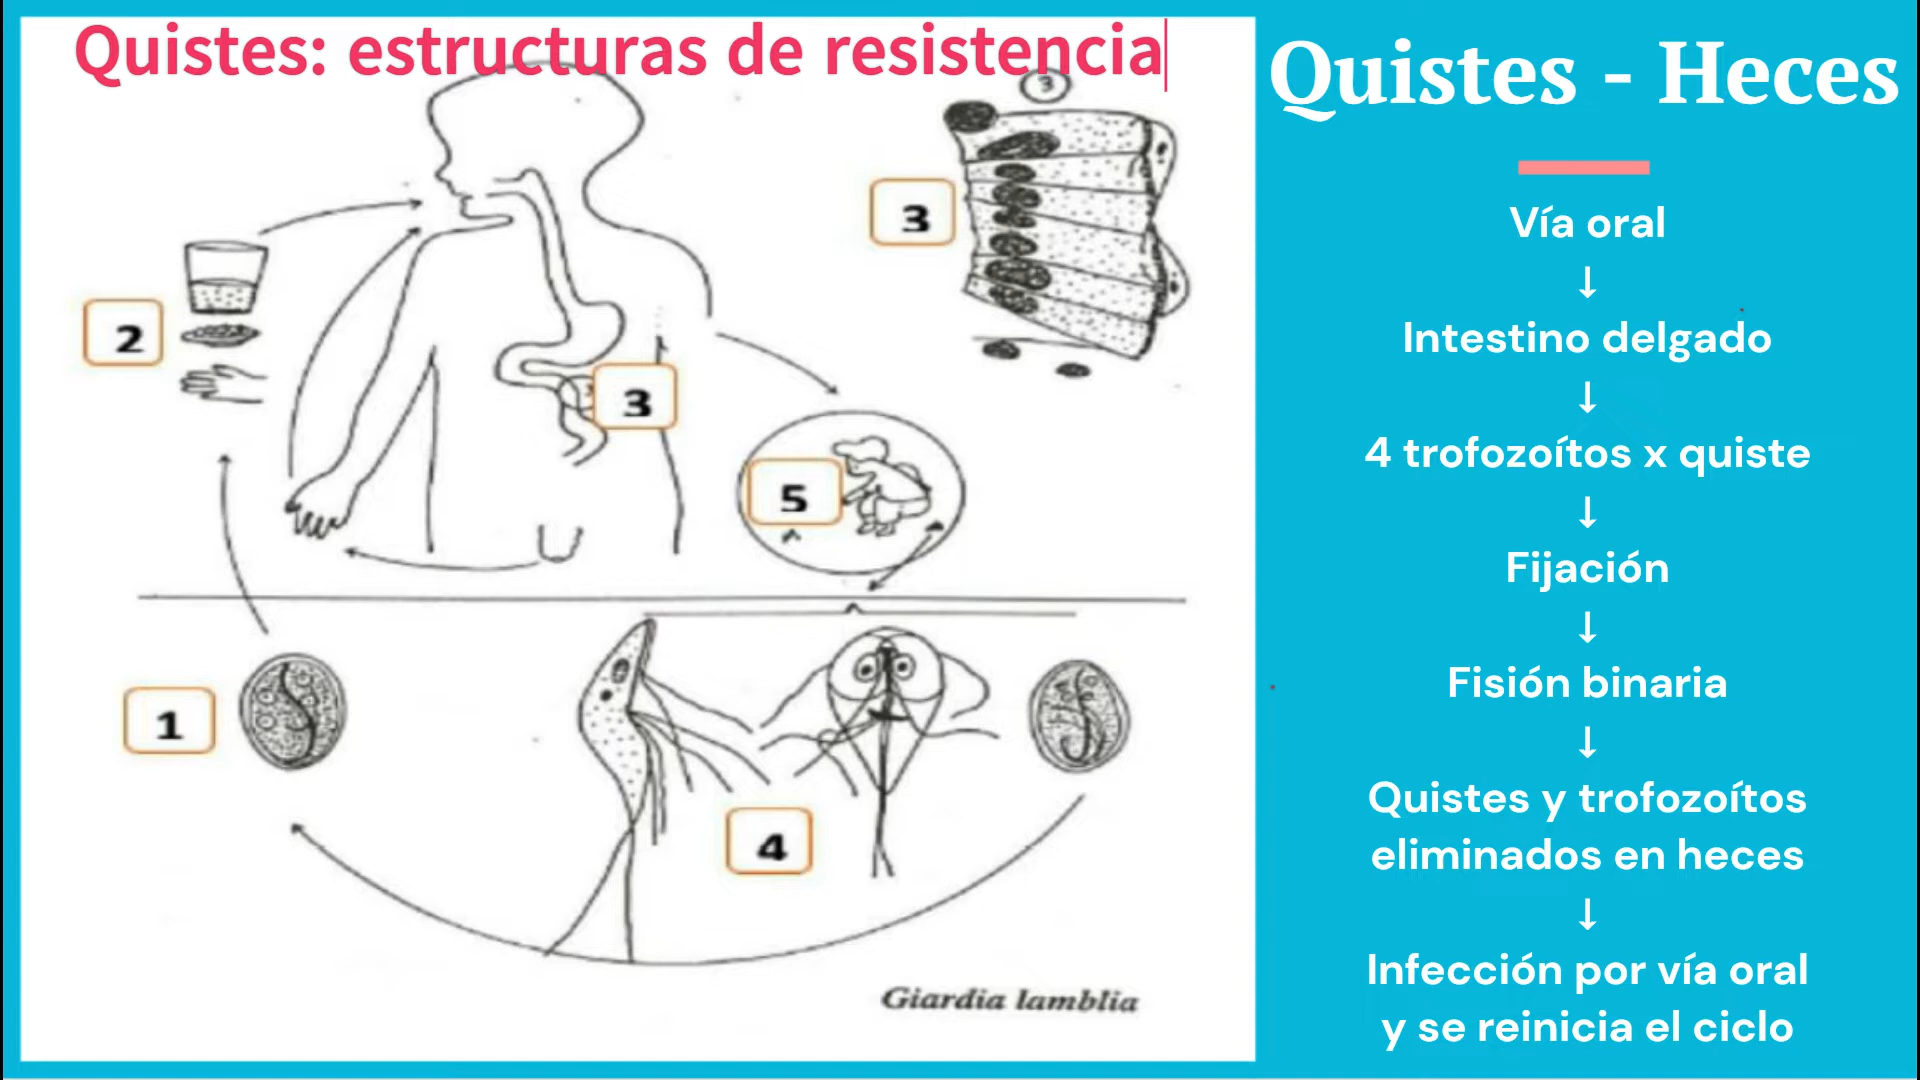 Quistes: estructuras de resistencia
3
3
2
3
5
1
4
Giardia lamblia
Quistes - Heces
Vía oral
↓
Intestino delgado
↓
4 trofozoítos x quiste
↓
Fijación
↓
Fisión binaria
↓
Quistes y trofozoítos
eliminados en heces
↓
Infección por vía oral
y se reinicia el ciclo